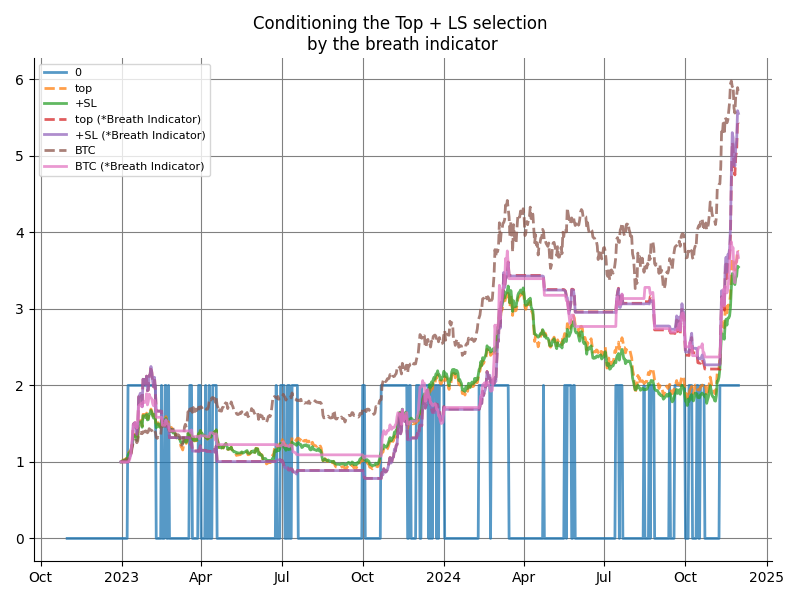 Conditioning the Top + LS selection
by the breath indicator
0
top
+SL
top (*Breath Indicator)
+SL (*Breath Indicator)
BTC
BTC (*Breath Indicator)
6
5
4
3
2
1
0
Oct
2023
Apr
Jul
Oct
2024
Apr
Jul
Oct
2025